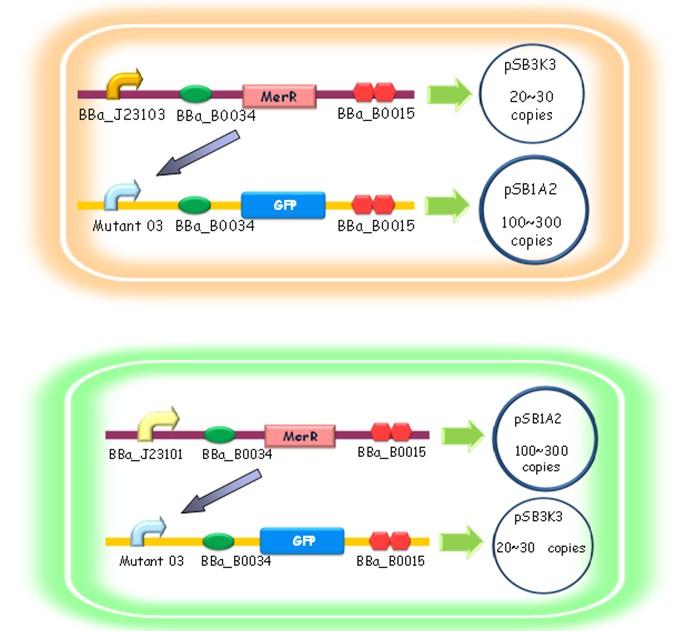 pSB3K3
MerR
20~30
copies
BBa_J23103 BBa_B0034 BBa_B0015
pSB1A2
GFP
100~300
copies
Mutant 03 BBa_B0034 BBa_B0015
pSB1A2
MerR
100~300
copies
BBa_J23101 BBa_B0034 BBa_B0015
pSB3K3
GFP
20~30 copies
Mutant 03 BBa_B0034 BBa_B0015